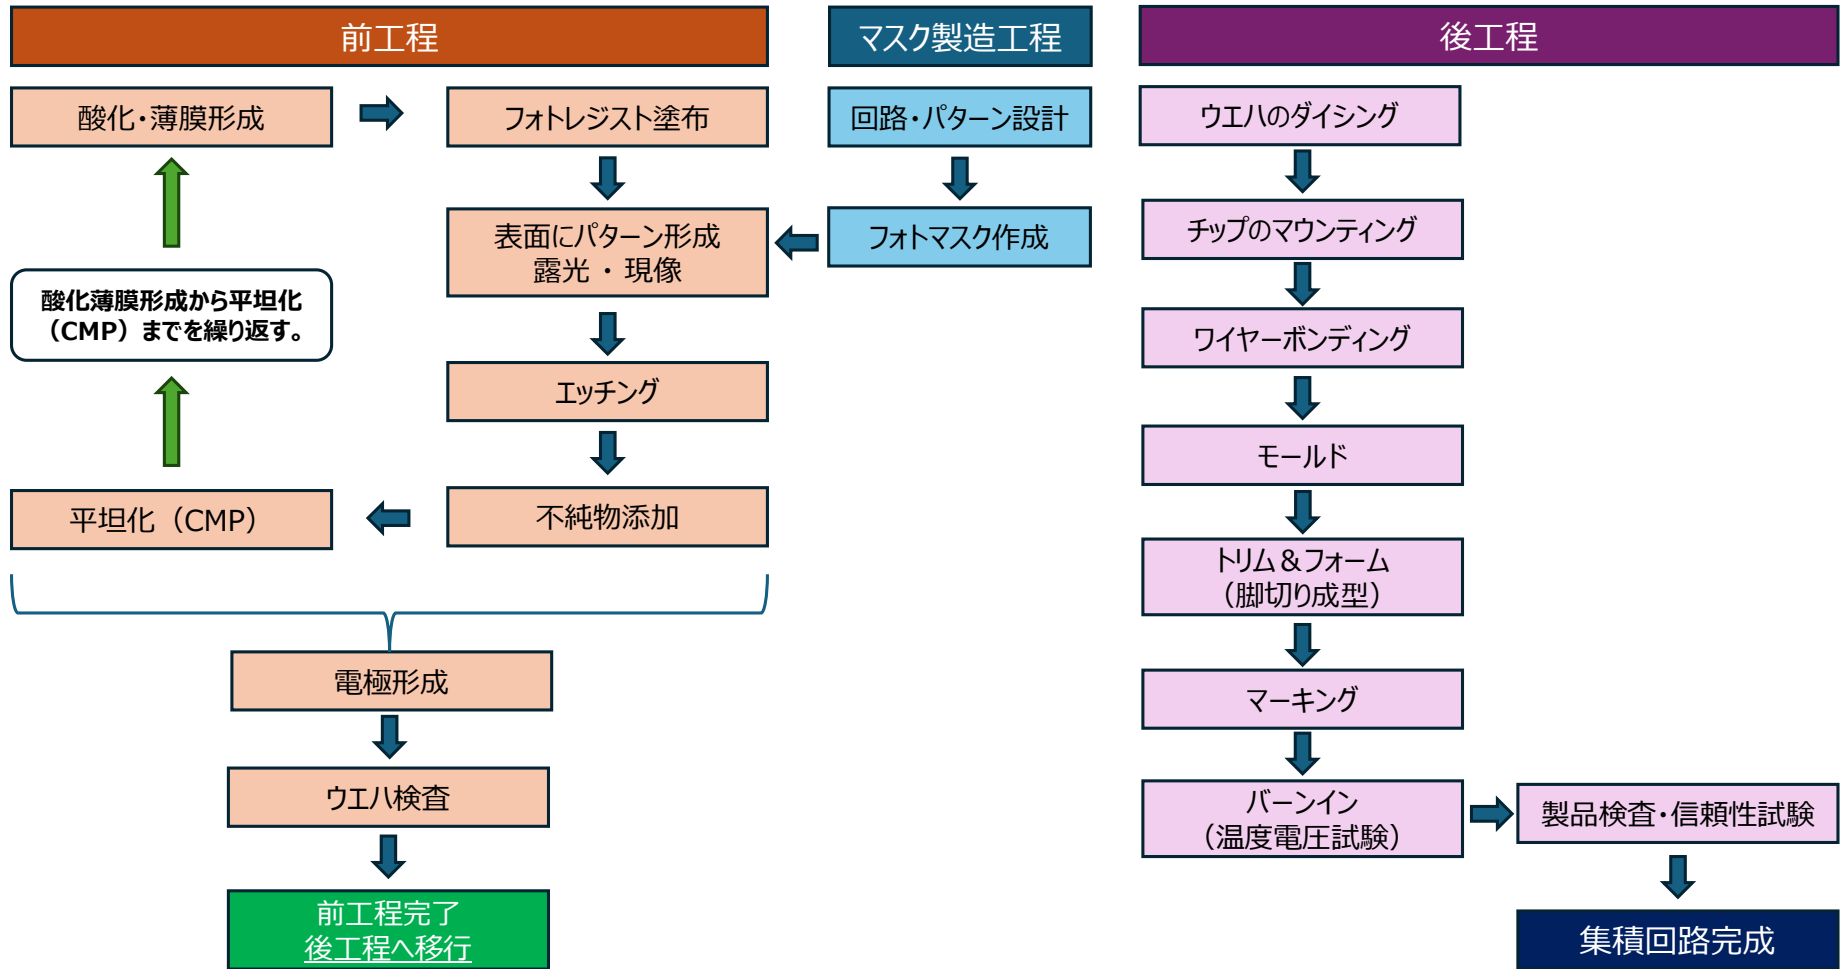 前工程
酸化・薄膜形成
フォトレジスト塗布
表面にパターン形成
露光 ・ 現像
酸化薄膜形成から平坦化
（CMP）までを繰り返す。
エッチング
不純物添加
平坦化（CMP）
電極形成
ウエハ検査
前工程完了
後工程へ移行
マスク製造工程
回路・パターン設計
フォトマスク作成
後工程
ウエハのダイシング
チップのマウンティング
ワイヤーボンディング
モールド
トリム＆フォーム
（脚切り成型）
マーキング
バーンイン
（温度電圧試験）
製品検査・信頼性試験
集積回路完成